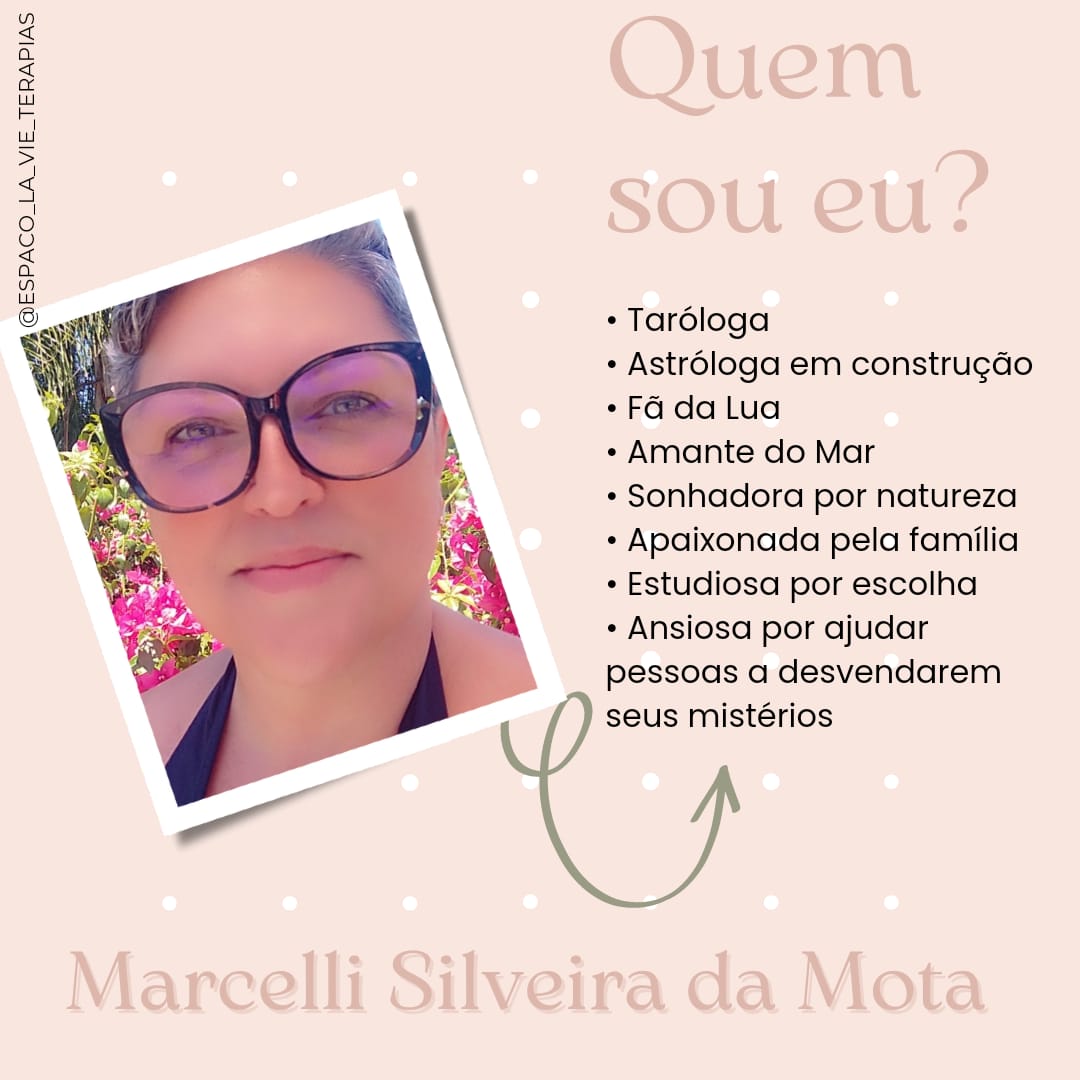 @ESPACO_LA_VIE_TERAPIAS
Quem
sou eu?
• Taróloga
• Astróloga em construção
• Fã da Lua
• Amante do Mar
• Sonhadora por natureza
• Apaixonada pela família
• Estudiosa por escolha
• Ansiosa por ajudar
pessoas a desvendarem
seus mistérios
Marcelli Silveira da Mota